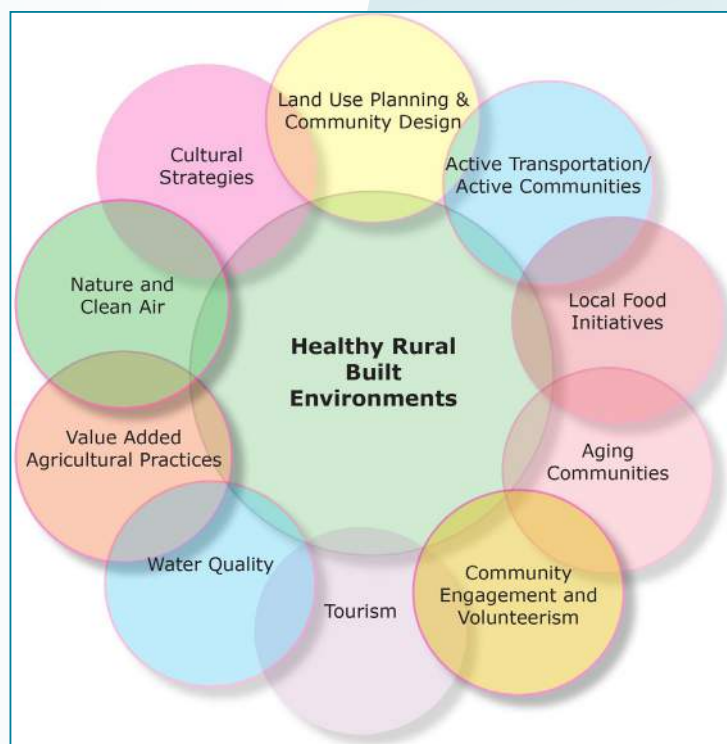 Land Use Planning &
Community Design
Active Transportation/
Active Communities
Local Food
Initiatives
Aging
Communities
Community
Engagement and
Volunteerism
Tourism
Water Quality
Value Added
Agricultural Practices
Nature and
Clean Air
Cultural
Strategies
Healthy Rural
Built
Environments